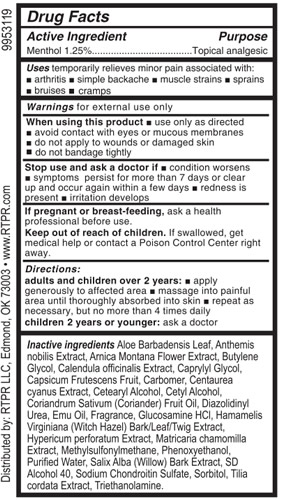 Drug Facts
Active Ingredient Purpose
Menthol 1.25%....................................Topical analgesic
Uses temporarily relieves minor pain associated with:
▪ arthritis ▪ simple backache ▪ muscle strains ▪ sprains
▪ bruises ▪ cramps
Warnings for external use only
When using this product ▪ use only as directed
▪ avoid contact with eyes or mucous membranes
▪ do not apply to wounds or damaged skin
▪ do not bandage tightly
Stop use and ask a doctor if ▪ condition worsens
▪ symptoms persist for more than 7 days or clear
up and occur again within a few days ▪ redness is
present ▪ irritation develops
If pregnant or breast-feeding, ask a health
professional before use.
Keep out of reach of children. If swallowed, get
medical help or contact a Poison Control Center right
away.
Directions:
adults and children over 2 years: ▪ apply
generously to affected area ▪ massage into painful
area until thoroughly absorbed into skin ▪ repeat as
necessary, but no more than 4 times daily
children 2 years or younger: ask a doctor
Inactive ingredients Aloe Barbadensis Leaf, Anthemis
nobilis Extract, Arnica Montana Flower Extract, Butylene
Glycol, Calendula officinalis Extract, Caprylyl Glycol,
Capsicum Frutescens Fruit, Carbomer, Centaurea
cyanus Extract, Cetearyl Alcohol, Cetyl Alcohol,
Coriandrum Sativum (Coriander) Fruit Oil, Diazolidinyl
Urea, Emu Oil, Fragrance, Glucosamine HCl, Hamamelis
Virginiana (Witch Hazel) Bark/Leaf/Twig Extract,
Hypericum perforatum Extract, Matricaria chamomilla
Extract, Methylsulfonylmethane, Phenoxyethanol,
Purified Water, Salix Alba (Willow) Bark Extract, SD
Alcohol 40, Sodium Chondroitin Sulfate, Sorbitol, Tilia
cordata Extract, Triethanolamine.
Distributed by: RTPR LLC, Edmond, OK 73003 • www.RTPR.com
9953119